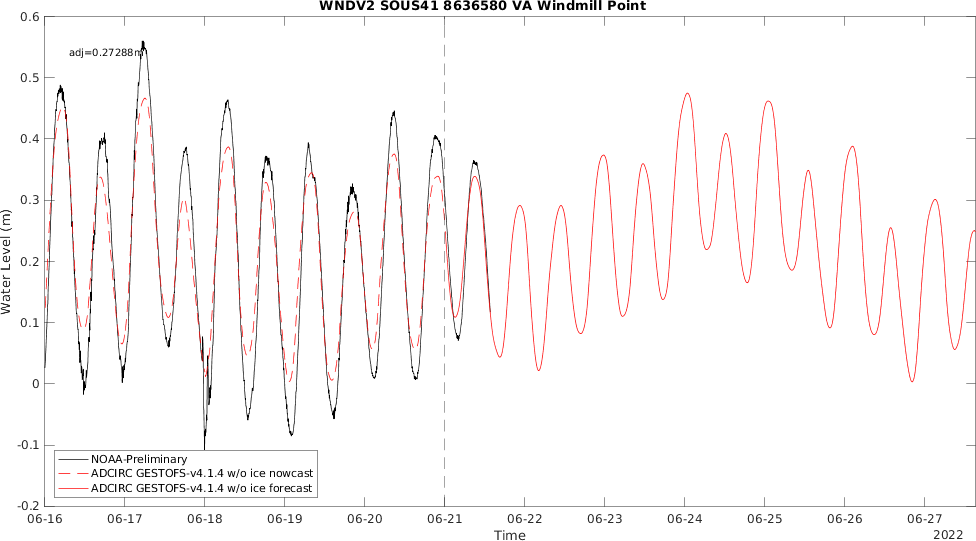 WNDV2 SOUS41 8636580 VA Windmill Point
0.6
0.5
0.4
0.3
0.2
0.1
0
-0.1
-0.2
Water Level (m)
adj=0.27288m
NOAA-Preliminary
ADCIRC GESTOFS-v4.1.4 w/o ice nowcast
ADCIRC GESTOFS-v4.1.4 w/o ice forecast
06-16 06-17 06-18 06-19 06-20 06-21 06-22 06-23 06-24 06-25 06-26 06-27
Time
2022